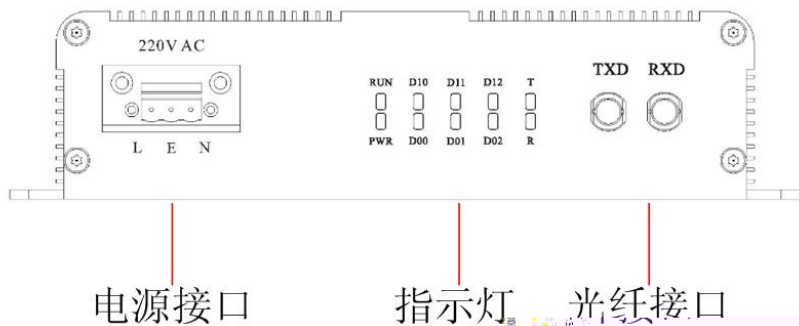 220V AC
TXD RXD
RUN D10 D11 D12 T
PWR D00 D01 D02 R
L E N
电源接口 指示灯 光纤接口